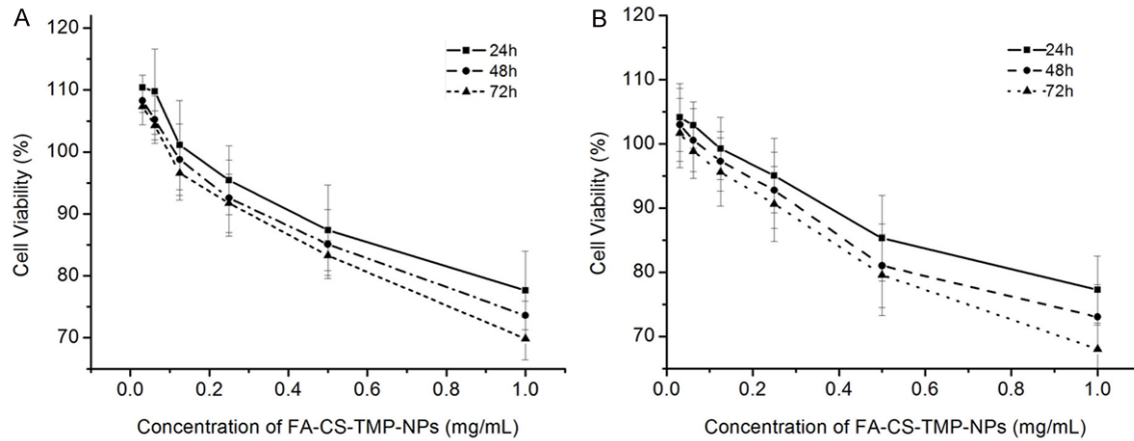 A
120
110
100
90
80
70
Cell Viability (%)
24h
48h
72h
0.0 0.2 0.4 0.6 0.8 1.0
Concentration of FA-CS-TMP-NPs (mg/mL)
B
120
110
100
90
80
70
Cell Viability (%)
24h
48h
72h
0.0 0.2 0.4 0.6 0.8 1.0
Concentration of FA-CS-TMP-NPs (mg/mL)